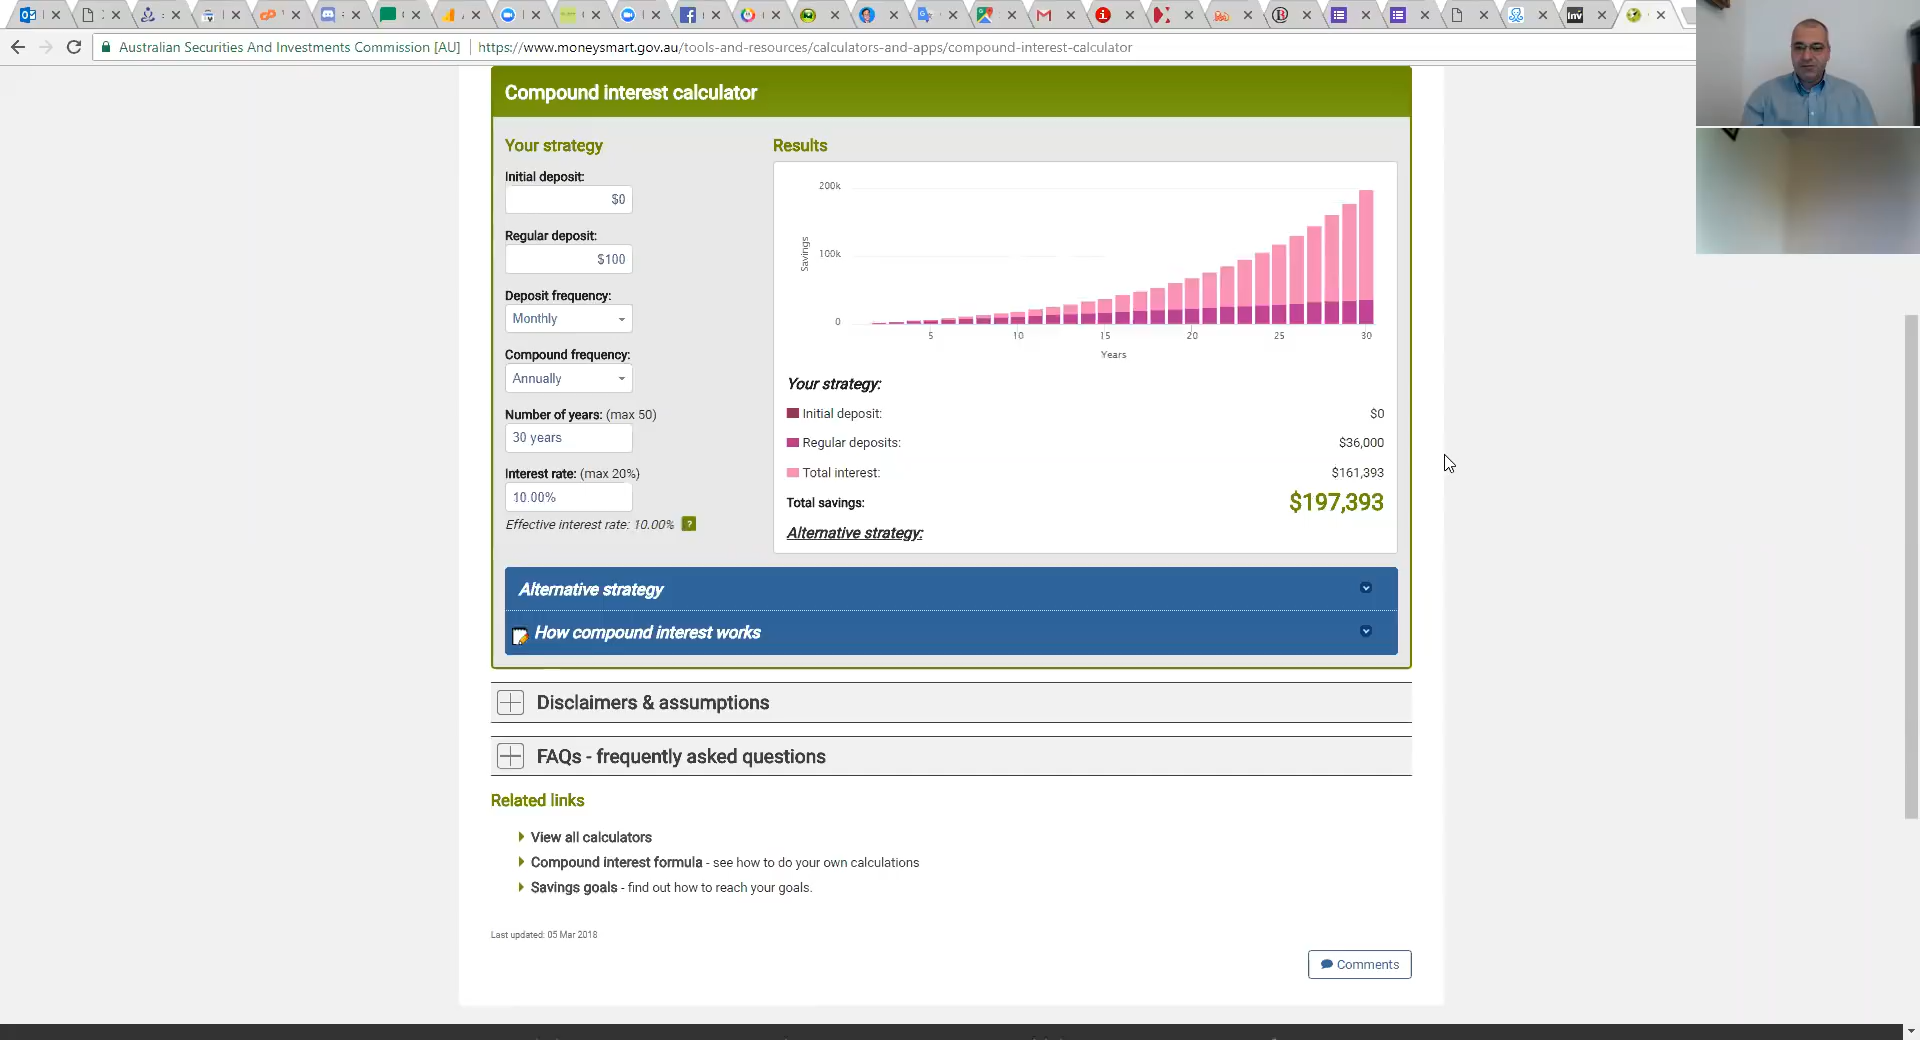 Australian Securities And Investments Commission [AU]
https://www.moneysmart.gov.au/tools-and-resources/calculators-and-apps/compound-interest-calculator
Compound interest calculator
Your strategy
Initial deposit:
$0
Regular deposit:
$100
Deposit frequency:
Monthly
Compound frequency:
Annually
Number of years: (max 50)
30 years
Interest rate: (max 20%)
10.00%
Effective interest rate: 10.00% ?
Results
200k
100k
0
Savings
5 10 15 20 25 30
Years
Your strategy:
Initial deposit: $0
Regular deposits: $36,000
Total interest: $161,393
Total savings: $197,393
Alternative strategy:
Alternative strategy
How compound interest works
Disclaimers & assumptions
FAQs - frequently asked questions
Related links
View all calculators
Compound interest formula - see how to do your own calculations
Savings goals - find out how to reach your goals.
Last updated: 05 Mar 2018
Comments